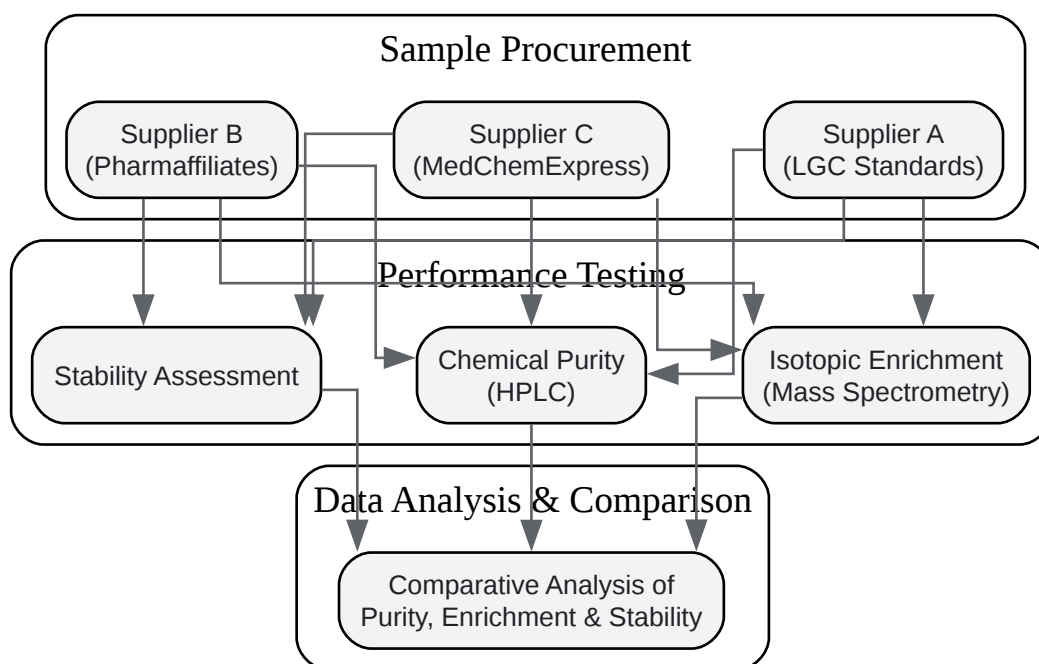 Sample Procurement
Supplier B
(Pharmaffiliates)
Supplier C
(MedChemExpress)
Supplier A
(LGC Standards)
Performance Testing
Stability Assessment
Chemical Purity
(HPLC)
Isotopic Enrichment
(Mass Spectrometry)
Data Analysis & Comparison
Comparative Analysis of
Purity, Enrichment & Stability